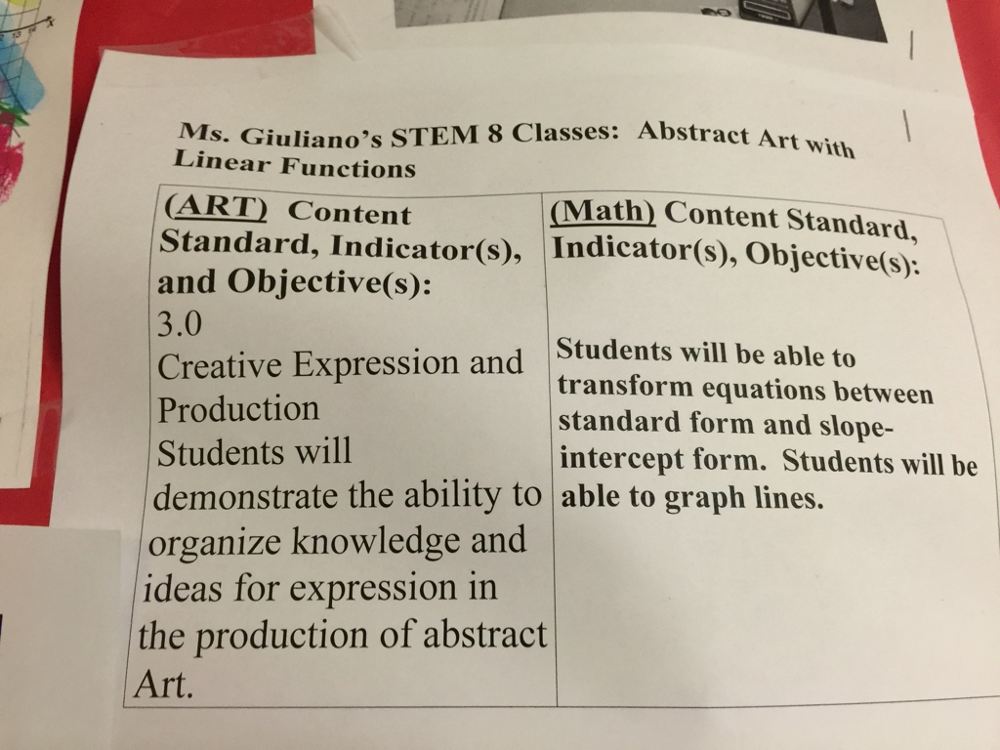 Ms. Giuliano's STEM 8 Classes:  Abstract Art with
Linear Functions
(ART)  Content
Standard, Indicator(s),
and Objective(s):
3.0
Creative Expression and
Production
Students will
demonstrate the ability to
organize knowledge and
ideas for expression in
the production of abstract
Art.
(Math) Content Standard,
Indicator(s), Objective(s):
Students will be able to
transform equations between
standard form and slope-
intercept form.  Students will be
able to graph lines.